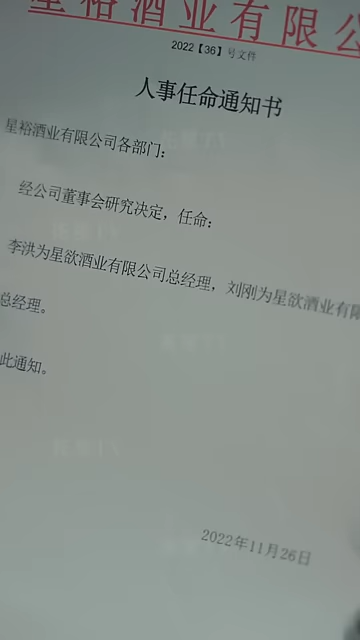 星裕酒业有限公
2022【36】号文件
人事任命通知书
星裕酒业有限公司各部门：
经公司董事会研究决定，任命：
李洪为星欲酒业有限公司总经理，刘刚为星欲酒业有限
总经理。
此通知。
2022年11月26日